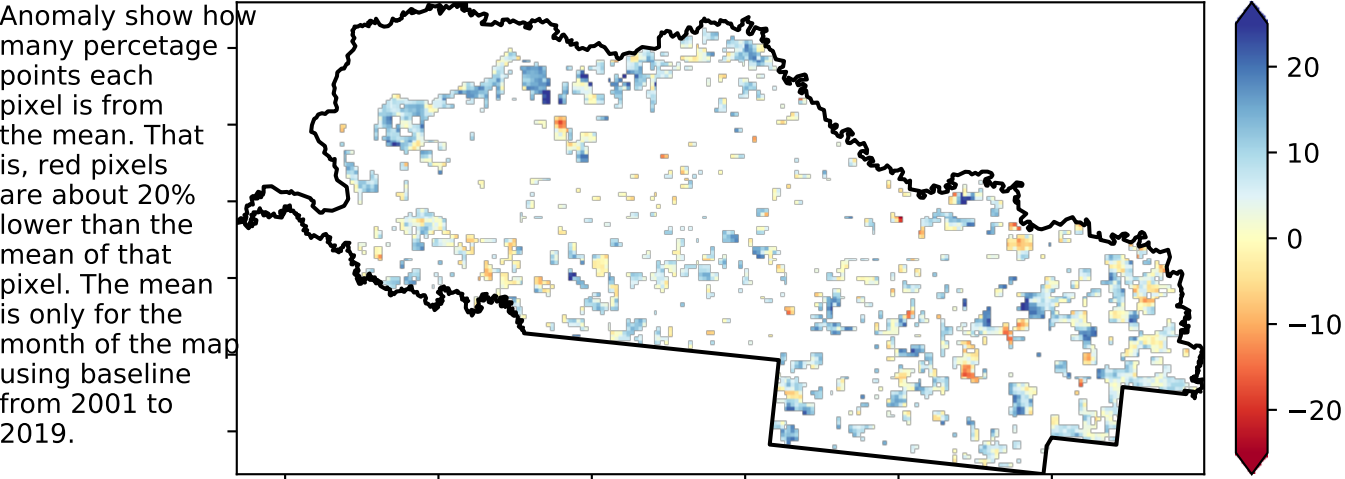 Anomaly show how
many percetage
points each
pixel is from
the mean. That
is, red pixels
are about 20%
lower than the
mean of that
pixel. The mean
is only for the
month of the map
using baseline
from 2001 to
2019.
20
10
0
−10
−20